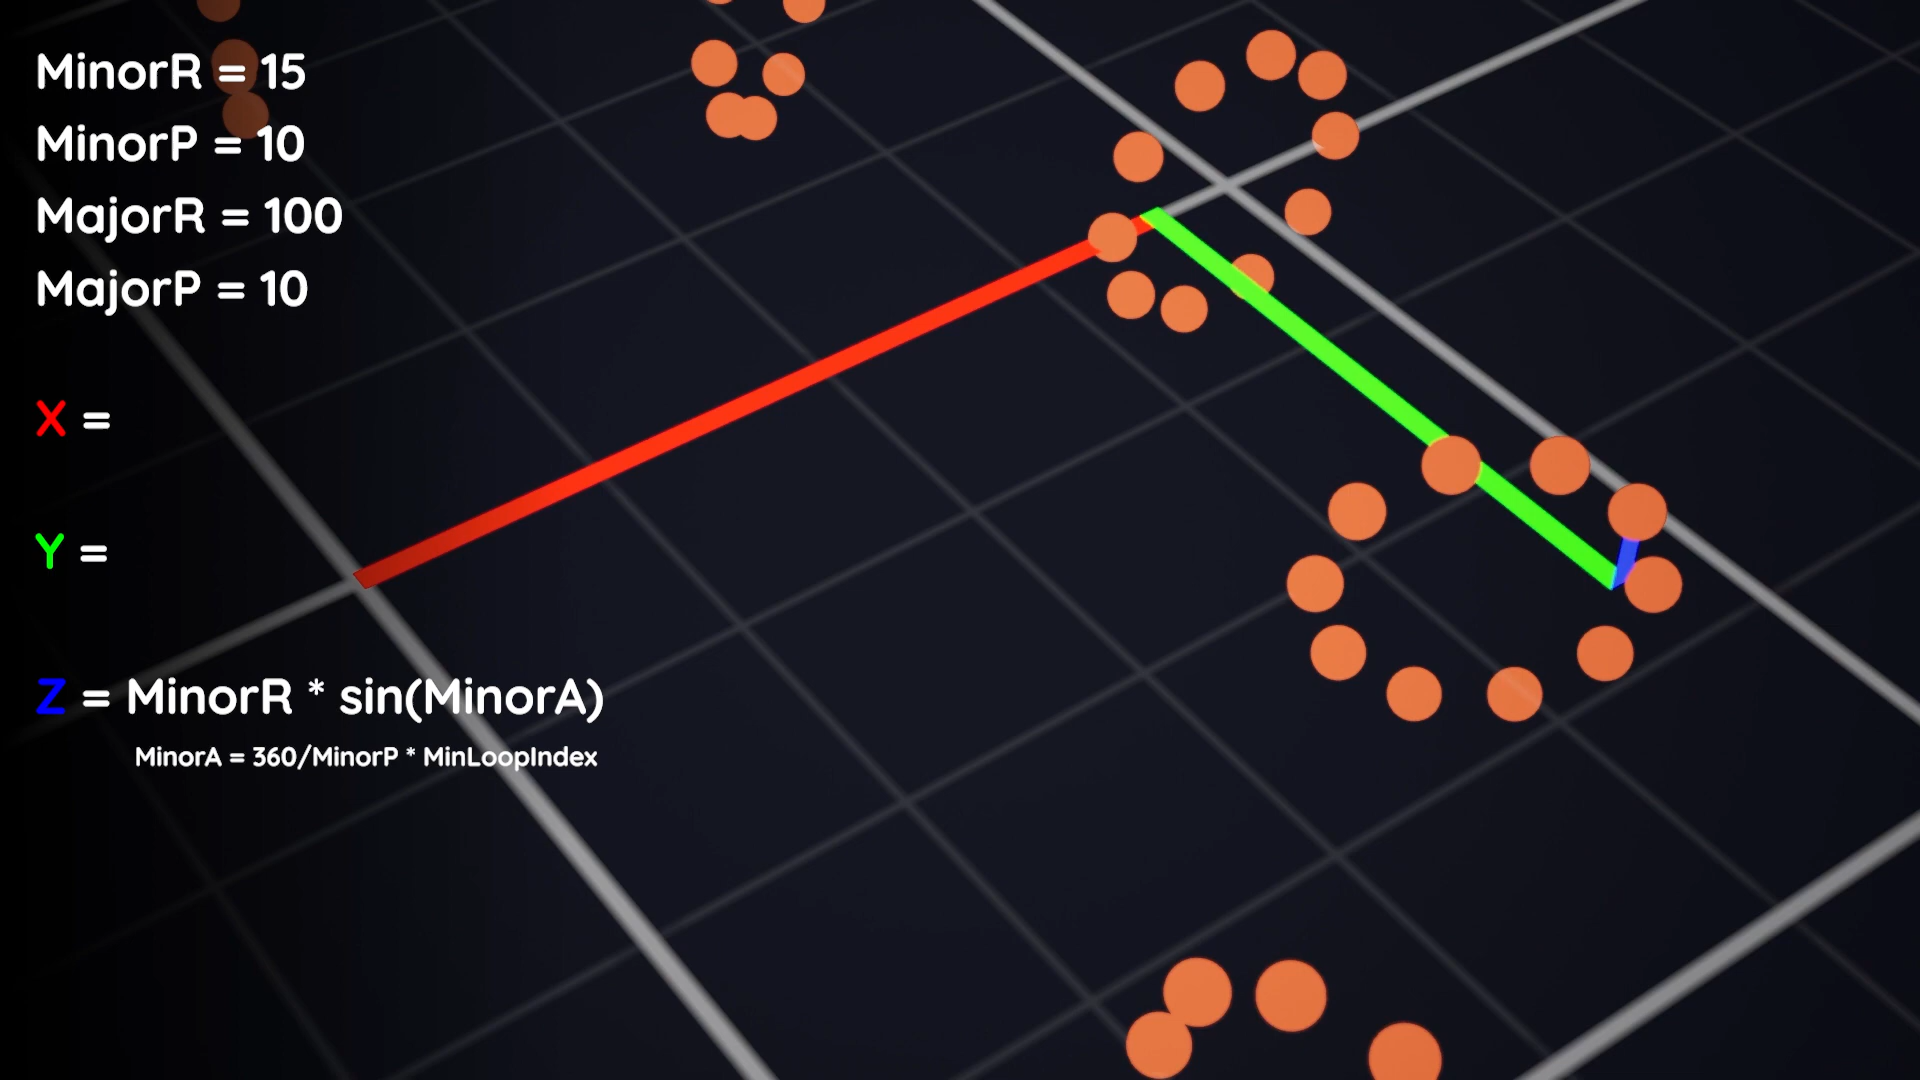 MinorR = 15
MinorP = 10
MajorR = 100
MajorP = 10
X =
Y =
Z = MinorR * sin(MinorA)
MinorA = 360/MinorP * MinLoopIndex